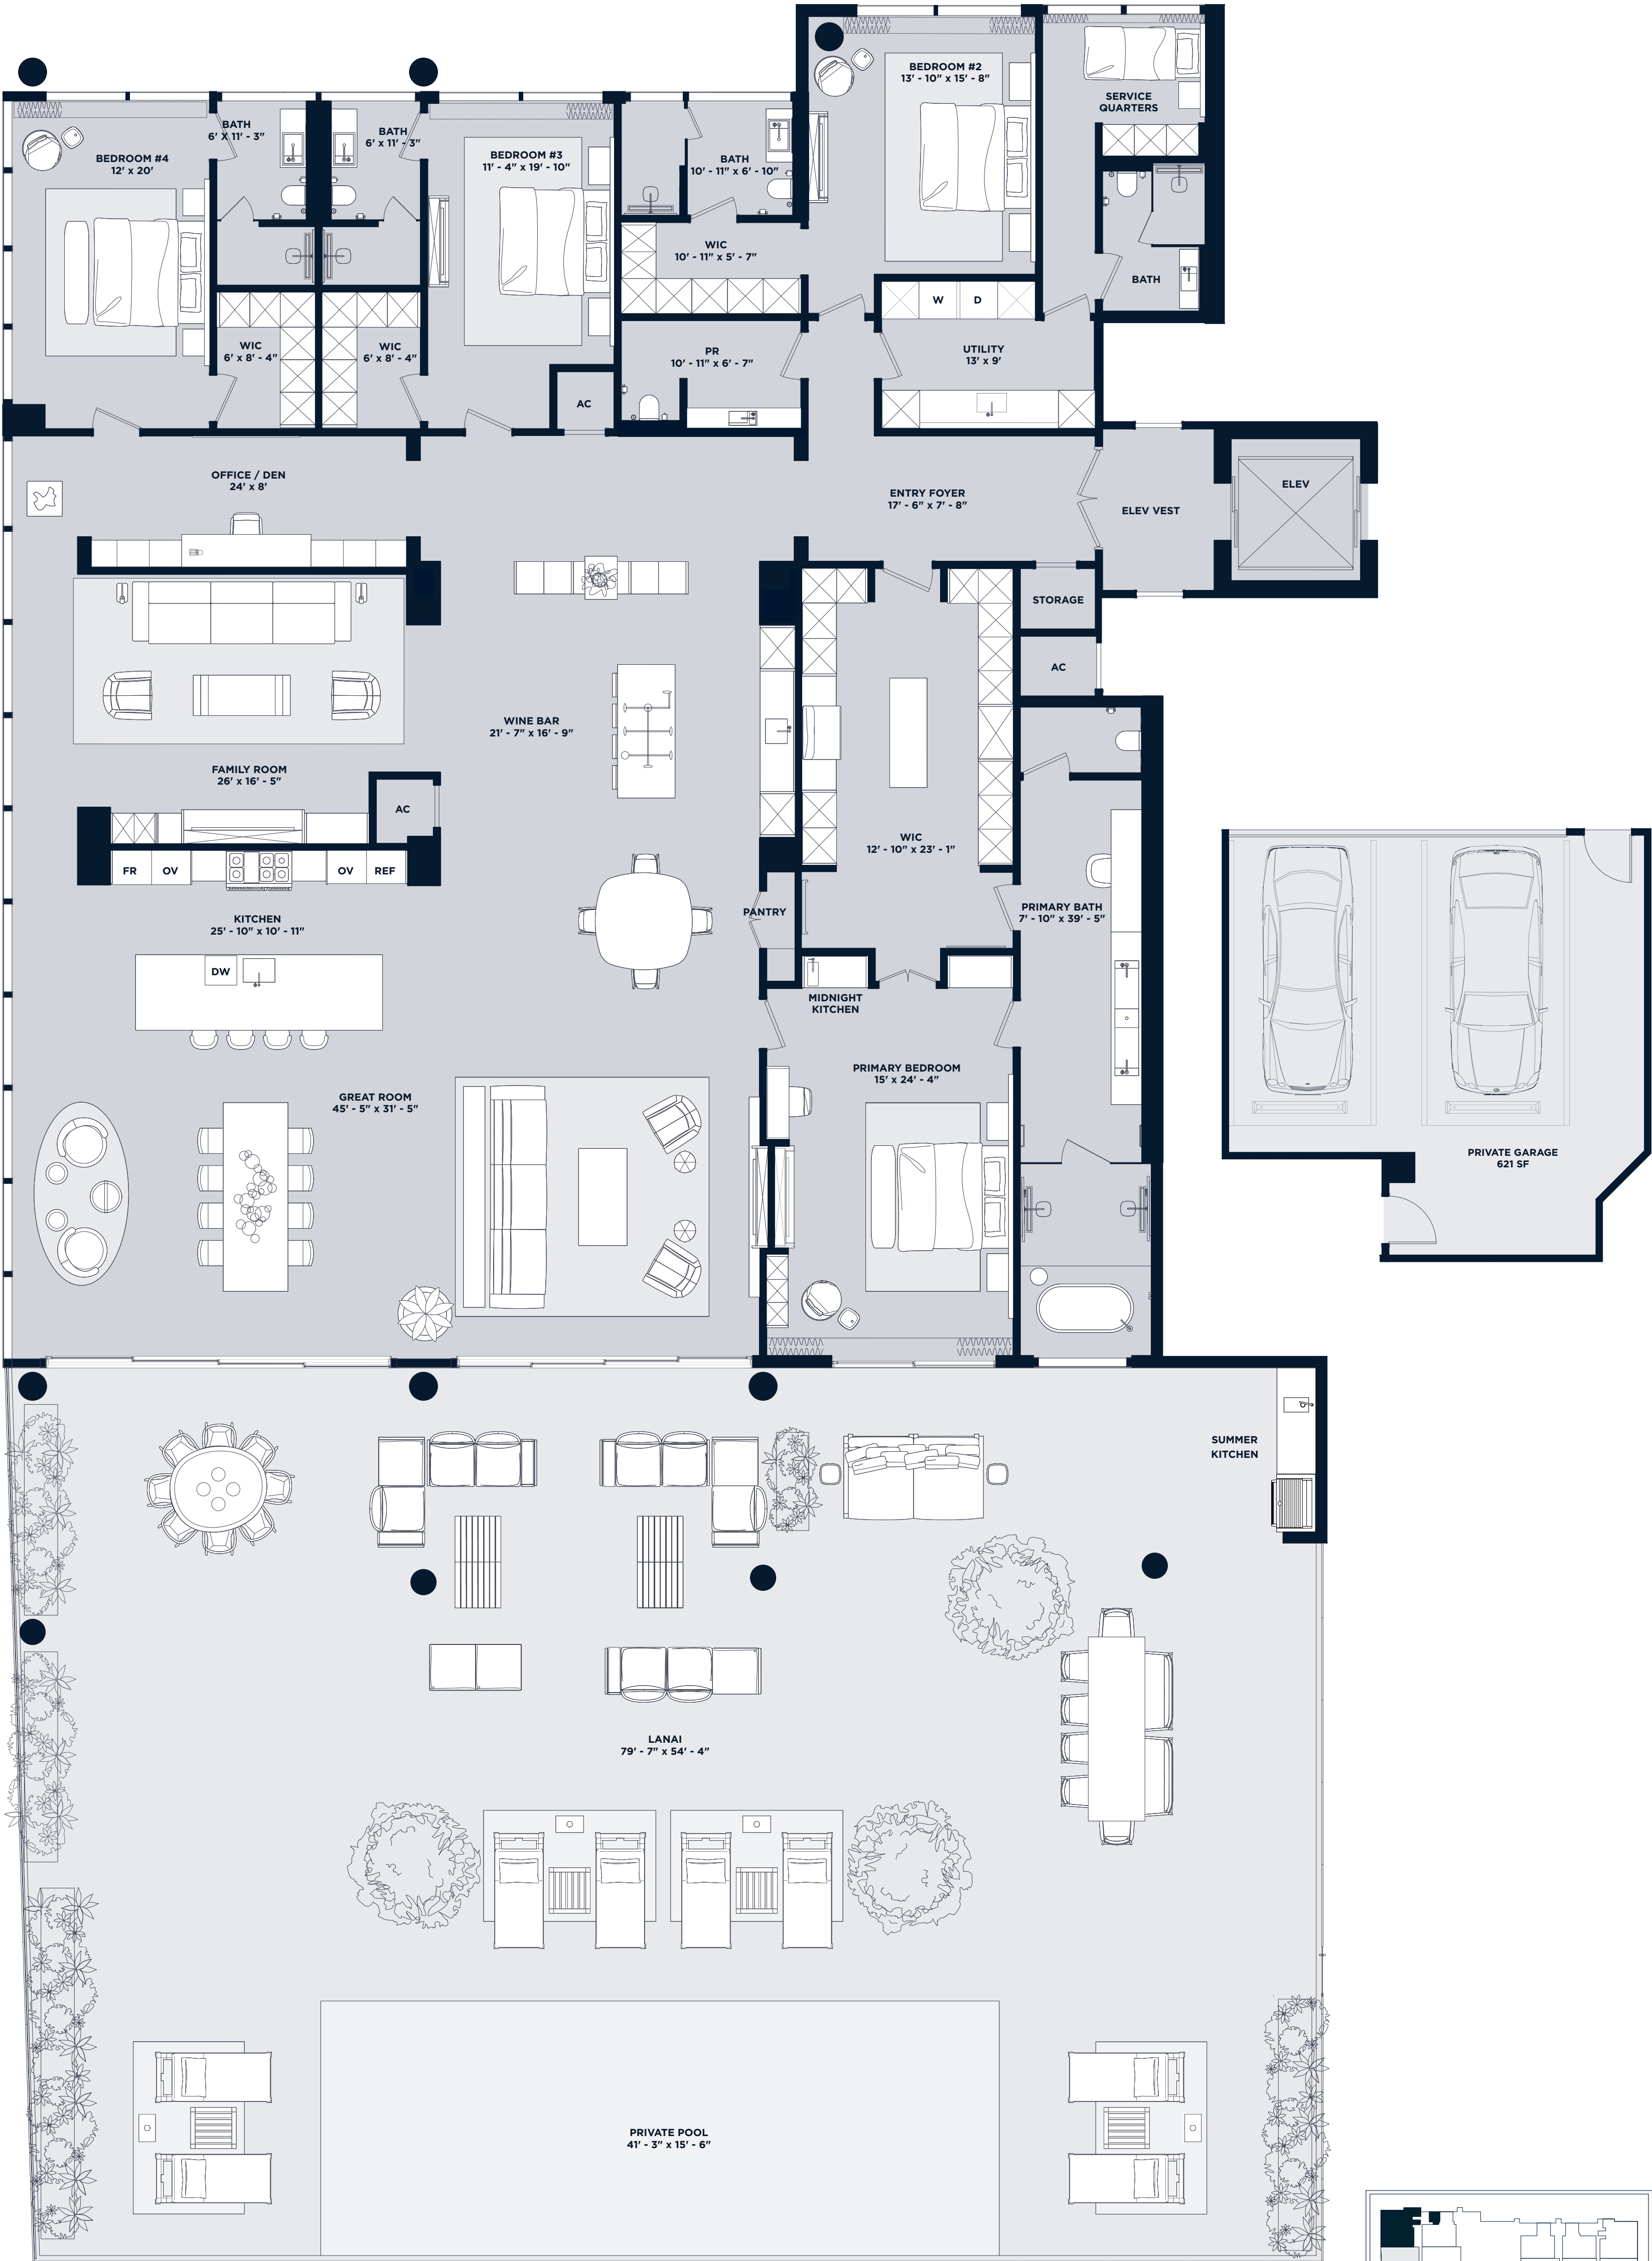 BEDROOM #2
13' - 10" x 15' - 8"
SERVICE
QUARTERS
BATH
6' X 11' - 3"
BATH
6' x 11' - 3"
BEDROOM #4
12' x 20'
BEDROOM #3
11' - 4" x 19' - 10"
BATH
10' - 11" x 6' - 10"
WIC
10' - 11" x 5' - 7"
BATH
W
D
WIC
6' x 8' - 4"
WIC
6' x 8' - 4"
PR
10' - 11" x 6' - 7"
UTILITY
13' x 9'
AC
OFFICE / DEN
24' x 8'
ENTRY FOYER
17' - 6" x 7' - 8"
ELEV VEST
ELEV
STORAGE
AC
WINE BAR
21' - 7" x 16' - 9"
FAMILY ROOM
26' x 16' - 5"
AC
WIC
12' - 10" x 23' - 1"
FR
OV
OV
REF
KITCHEN
25' - 10" x 10' - 11"
PANTRY
PRIMARY BATH
7' - 10" x 39' - 5"
DW
MIDNIGHT
KITCHEN
PRIMARY BEDROOM
15' x 24' - 4"
GREAT ROOM
45' - 5" x 31' - 5"
PRIVATE GARAGE
621 SF
SUMMER
KITCHEN
LANAI
79' - 7" x 54' - 4"
PRIVATE POOL
41' - 3" x 15' - 6"